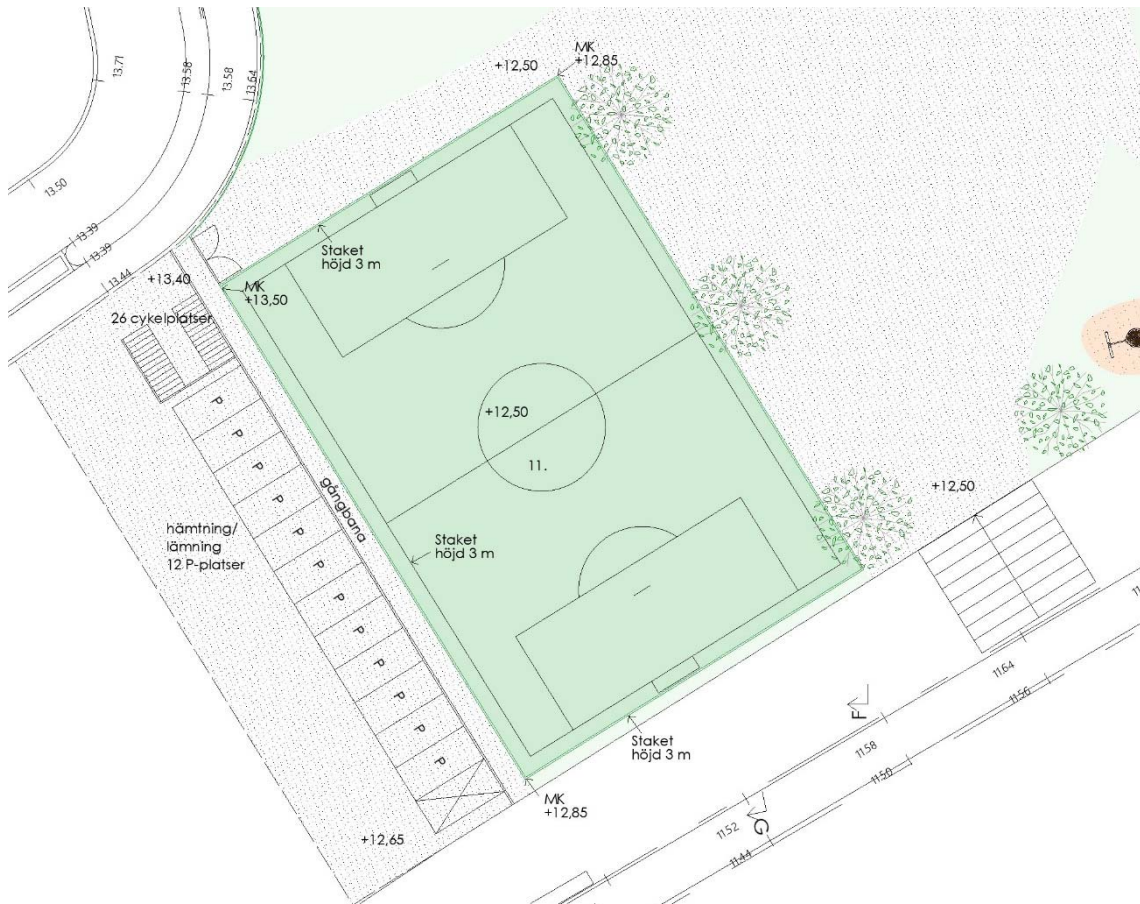 13.71
13.58
13.58
13.64
13.50
13.39
13.39
13.44
+12,50
MK
+12,85
Staket
höjd 3 m
+13,40
MK
+13,50
26 cykelplatser
+12,50
11.
gångbana
P
P
P
P
P
P
P
P
P
P
P
P
hämtning/
lämning
12 P-platser
Staket
höjd 3 m
+12,50
Staket
höjd 3 m
MK
+12,85
+12,65
F
G
11.64
11.56
11.58
11.50
11.52
11.44